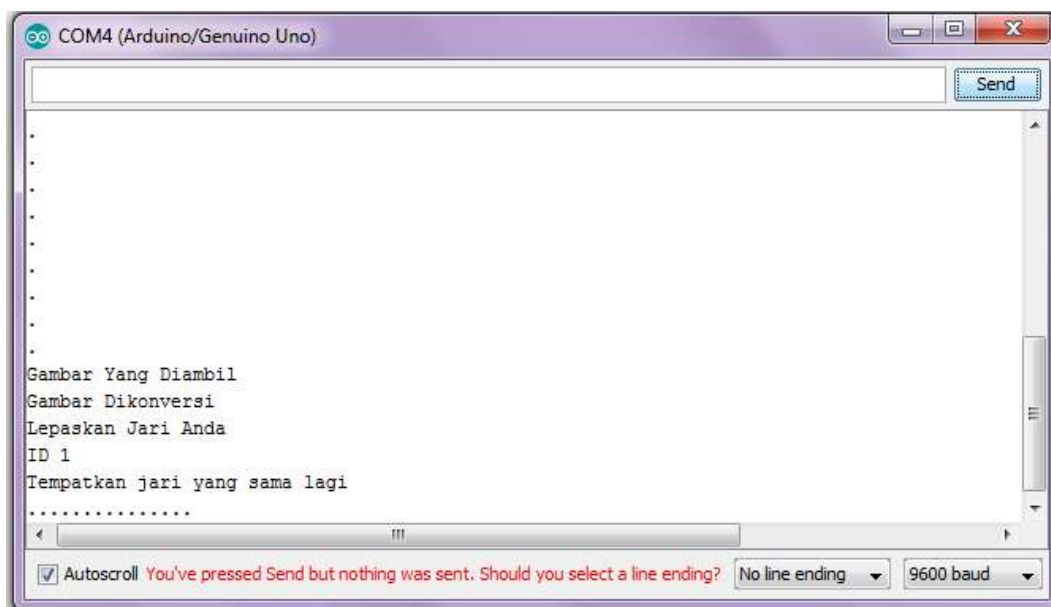 COM4 (Arduino/Genuino Uno)
Send
.
.
.
.
.
.
.
.
.
Gambar Yang Diambil
Gambar Dikonversi
Lepaskan Jari Anda
ID 1
Tempatkan jari yang sama lagi
...............
Autoscroll You've pressed Send but nothing was sent. Should you select a line ending? No line ending 9600 baud